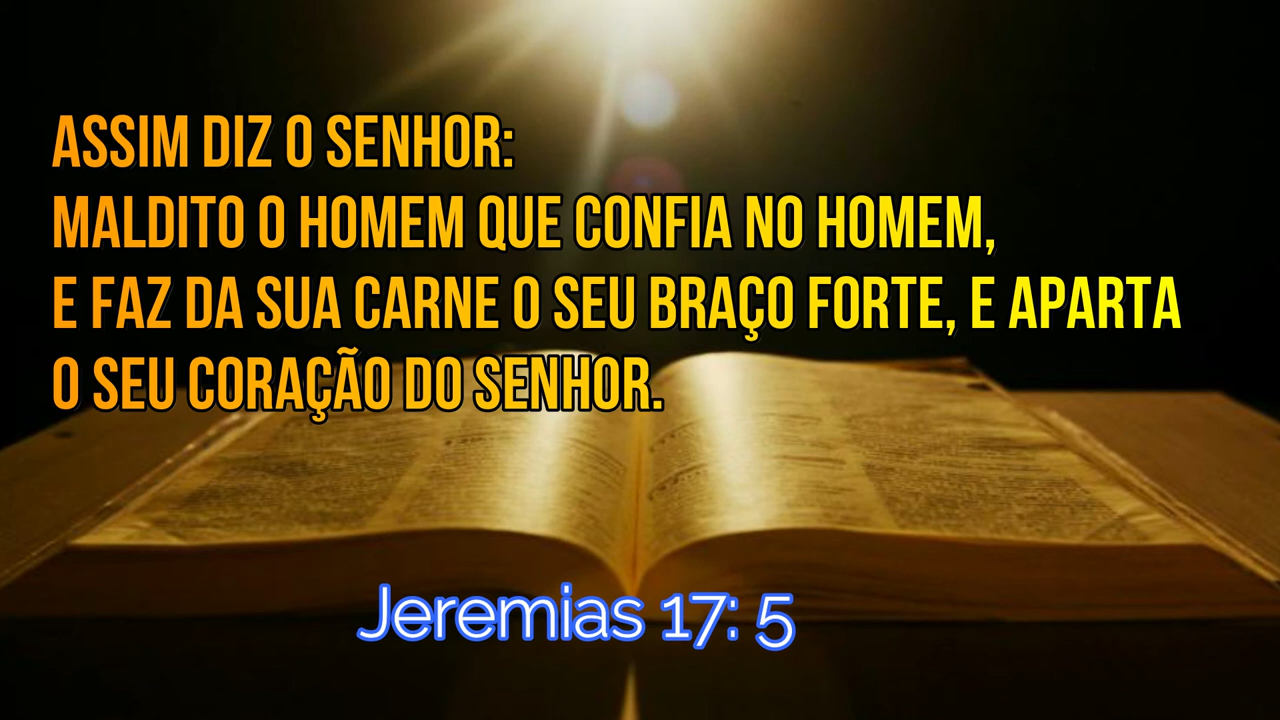 ASSIM DIZ O SENHOR:
MALDITO O HOMEM QUE CONFIA NO HOMEM,
E FAZ DA SUA CARNE O SEU BRAÇO FORTE, E APARTA
O SEU CORAÇÃO DO SENHOR.
Jeremias 17: 5